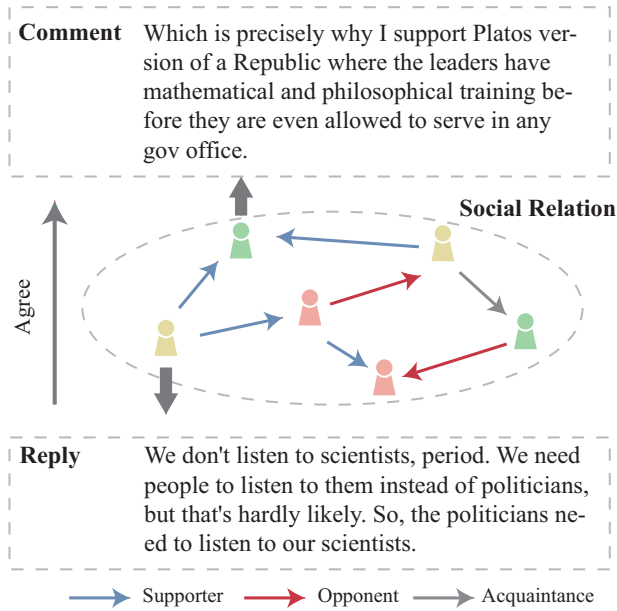 Comment Which is precisely why I support Platos ver-
sion of a Republic where the leaders have
mathematical and philosophical training be-
fore they are even allowed to serve in any
gov office.
Social Relation
Agree
Reply We don't listen to scientists, period. We need
people to listen to them instead of politicians,
but that's hardly likely. So, the politicians ne-
ed to listen to our scientists.
Supporter Opponent Acquaintance